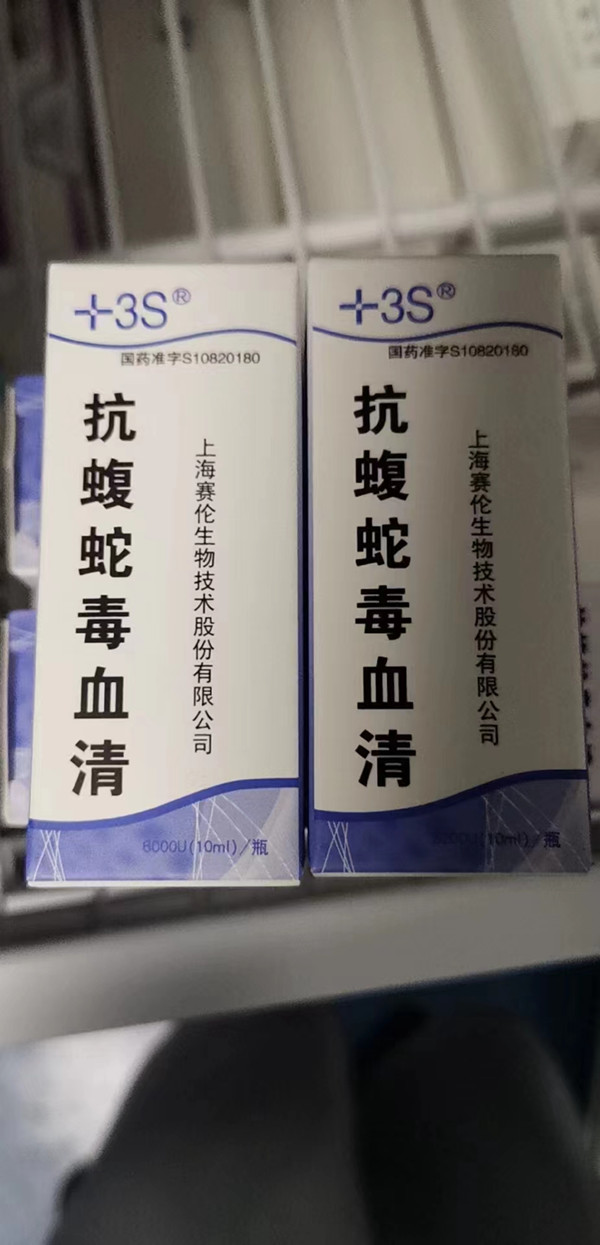 +3S®
国药准字S10820180
抗蝮蛇毒血清
上海赛伦生物技术股份有限公司
8000U(10ml)/瓶
+3S®
国药准字S10820180
抗蝮蛇毒血清
上海赛伦生物技术股份有限公司
8000U(10ml)/瓶